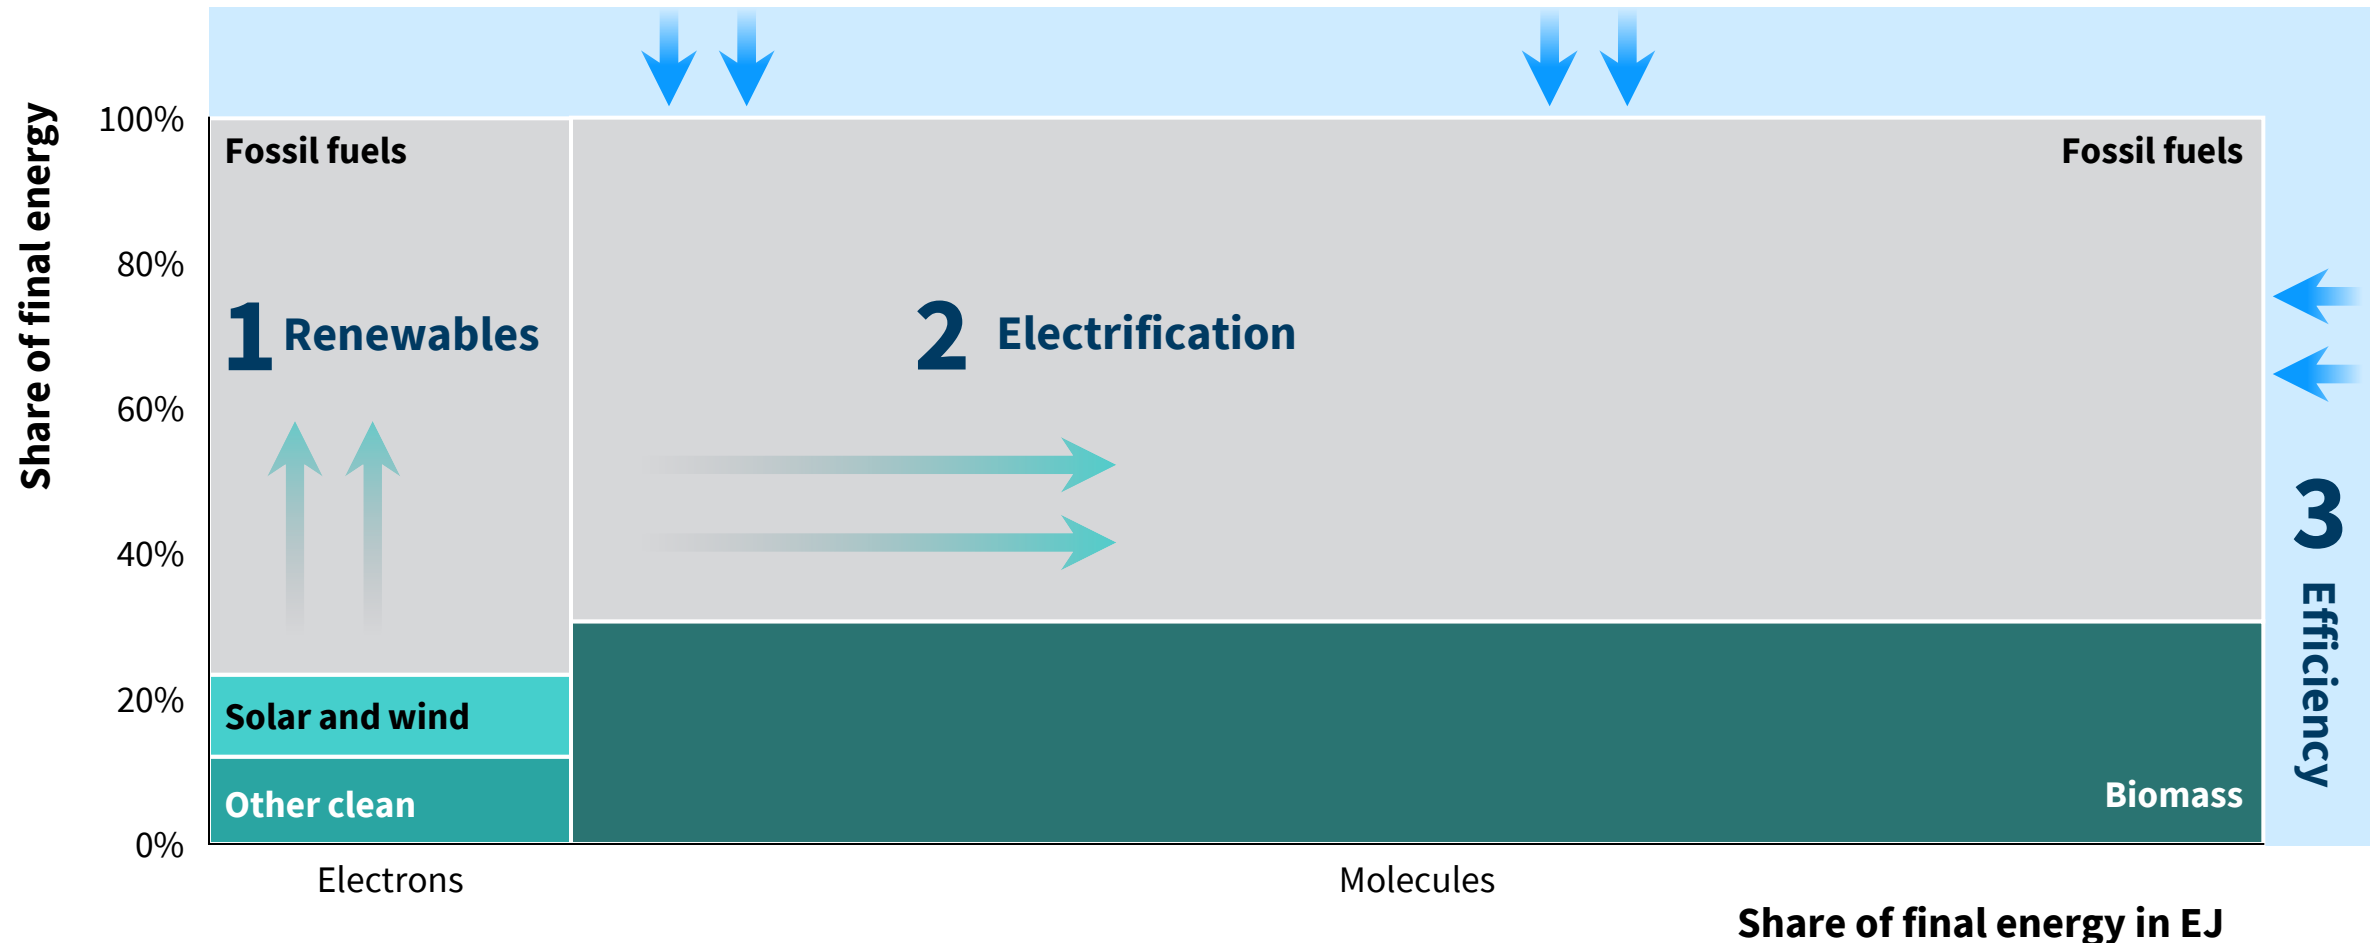 Share of final energy
100%
80%
60%
40%
20%
0%
Fossil fuels
1 Renewables
Solar and wind
Other clean
Fossil fuels
2 Electrification
Biomass
3 Efficiency
Electrons
Molecules
Share of final energy in EJ